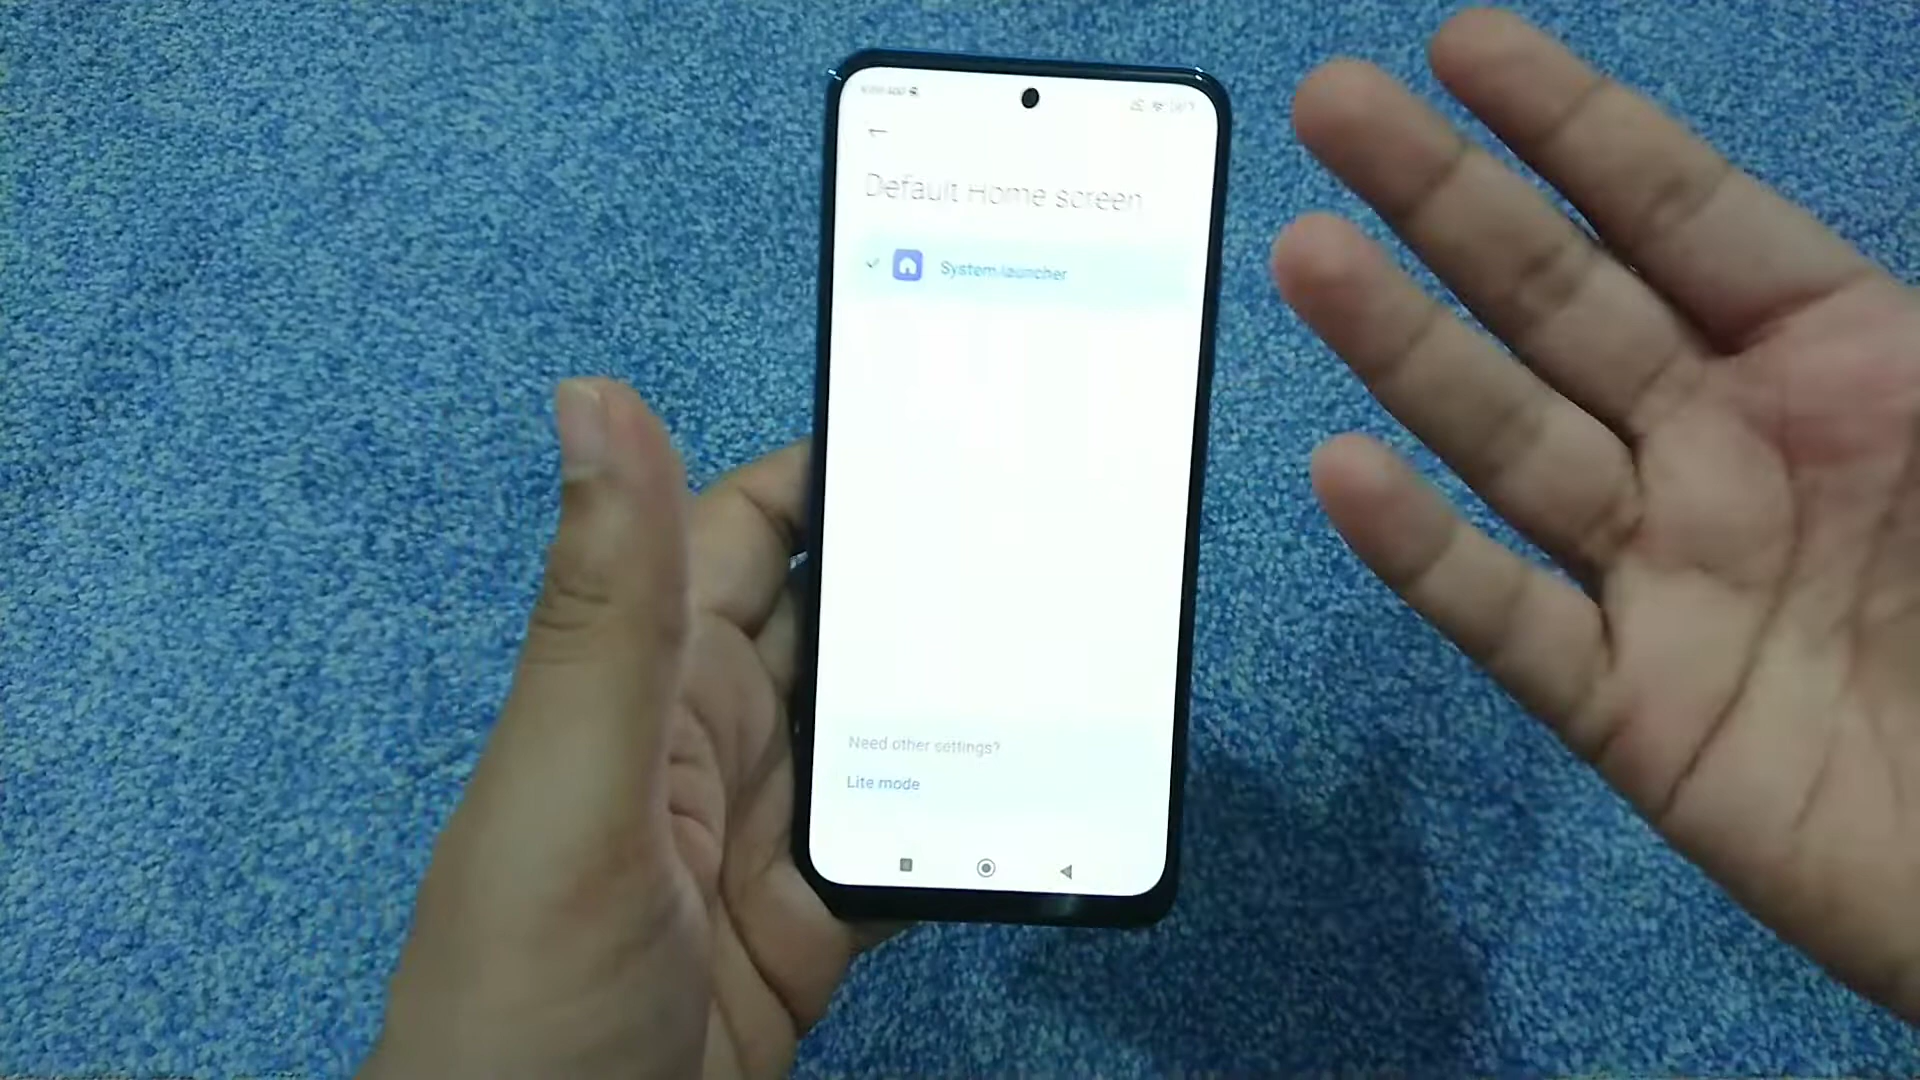 Default Home screen
System launcher
Need other settings?
Lite mode